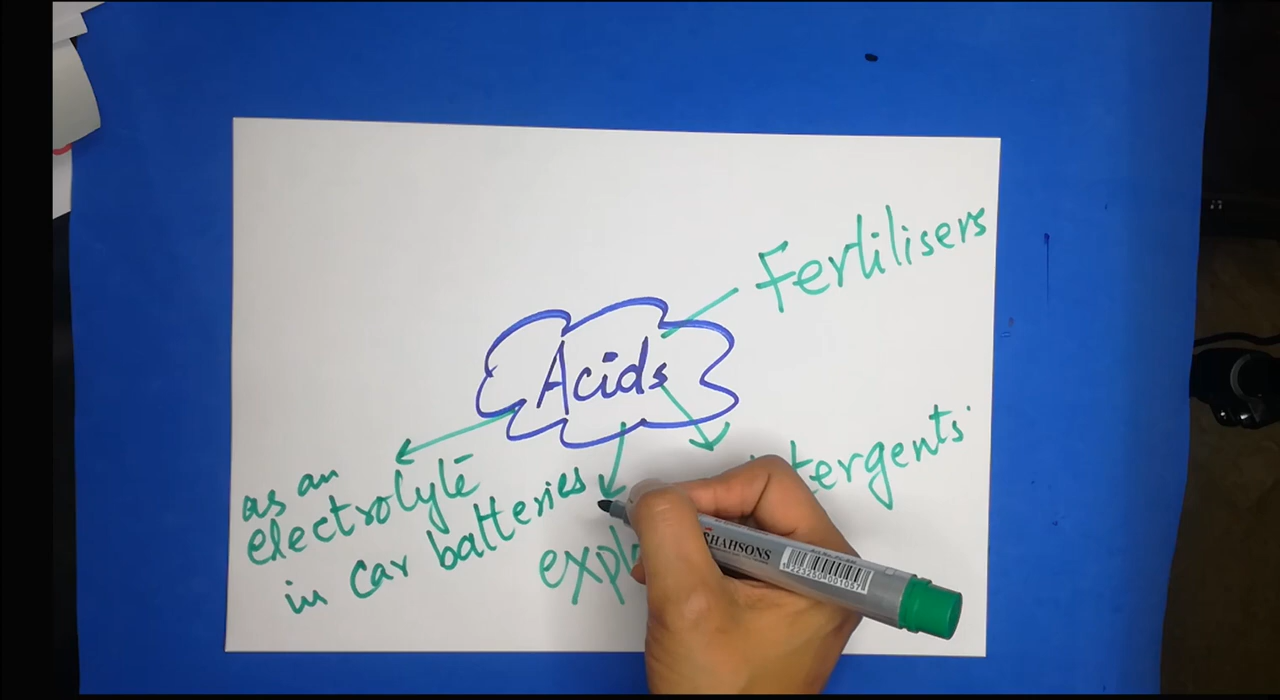 Fertilisers
Acids
tergents
as an
electrolyte
in car batteries
expl
SHAHSONS